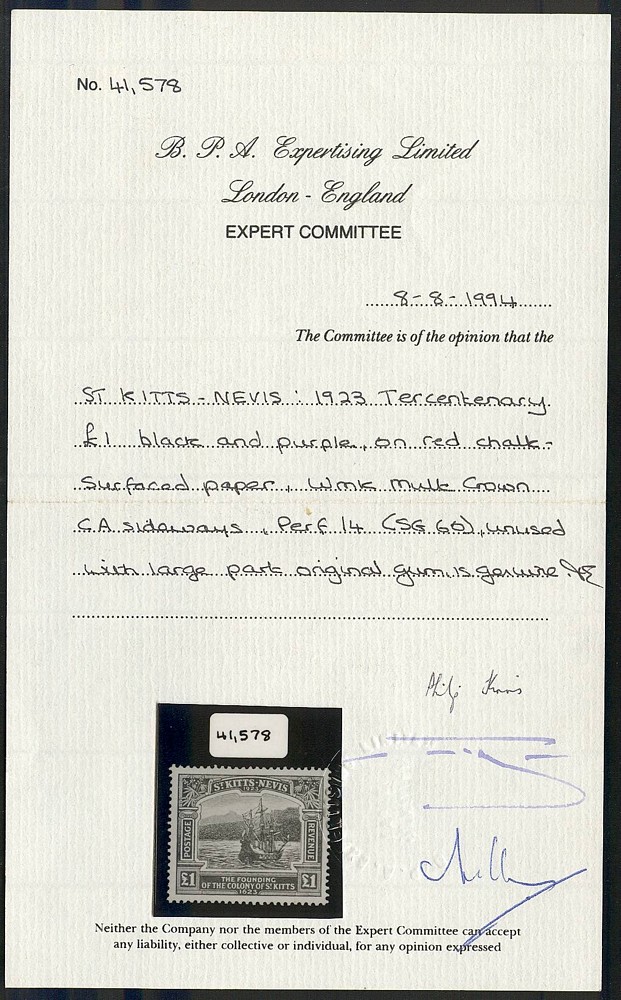 No. 41,578
B. P. A. Expertising Limited
London - England
EXPERT COMMITTEE
8-8-1994
The Committee is of the opinion that the
ST KITTS - NEVIS : 1923 Tercentenary
£1 black and purple, on red chalk-
surfaced paper, Wmk Mult Crown
CA sideways, Perf 14 (SG 60), unused
with large part original gum, is genuine.
Philip
41,578
ST KITTS-NEVIS
POSTAGE
REVENUE
£1
£1
THE FOUNDING
OF THE COLONY OF ST KITTS
1623
Neither the Company nor the members of the Expert Committee can accept
any liability, either collective or individual, for any opinion expressed